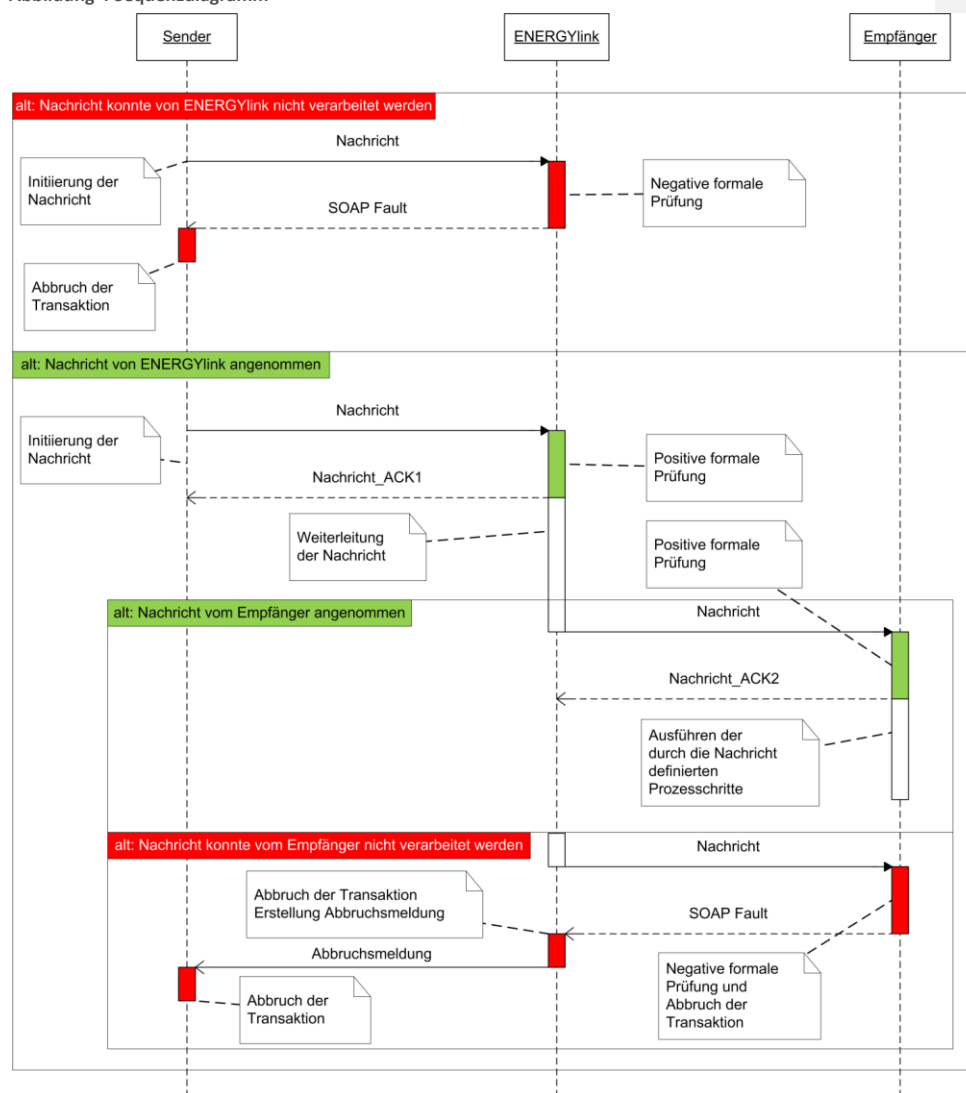 Abbildung 4 Sequenzdiagramm
Sender
ENERGYlink
Empfänger
alt: Nachricht konnte von ENERGYlink nicht verarbeitet werden
Nachricht
Initiierung der
Nachricht
Negative formale
Prüfung
SOAP Fault
Abbruch der
Transaktion
alt: Nachricht von ENERGYlink angenommen
Nachricht
Initiierung der
Nachricht
Positive formale
Prüfung
Nachricht_ACK1
Weiterleitung
der Nachricht
Positive formale
Prüfung
alt: Nachricht vom Empfänger angenommen
Nachricht
Nachricht_ACK2
Ausführen der
durch die Nachricht
definierten
Prozesschritte
alt: Nachricht konnte vom Empfänger nicht verarbeitet werden
Nachricht
Abbruch der Transaktion
Erstellung Abbruchsmeldung
SOAP Fault
Abbruchsmeldung
Negative formale
Prüfung und
Abbruch der
Transaktion
Abbruch der
Transaktion